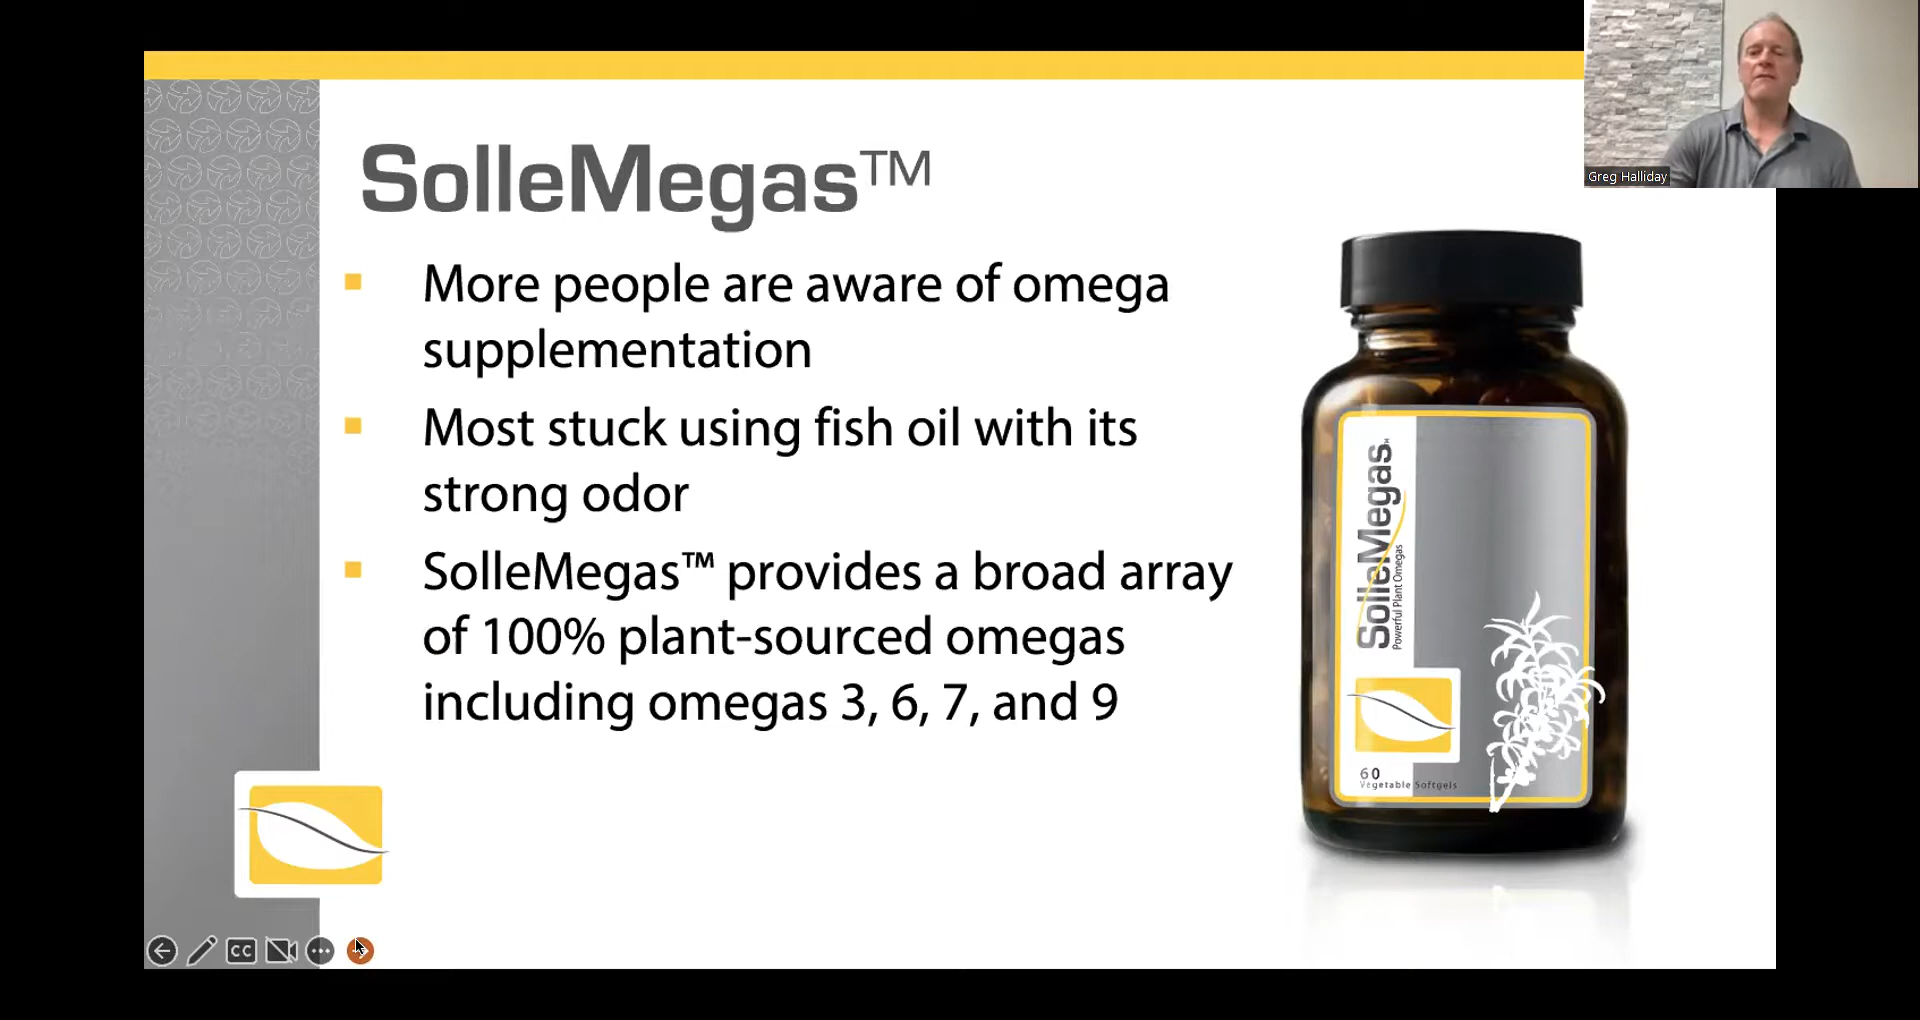 SolleMegas™
More people are aware of omega
supplementation
Most stuck using fish oil with its
strong odor
SolleMegas™ provides a broad array
of 100% plant-sourced omegas
including omegas 3, 6, 7, and 9
Greg Halliday
SolleMegas™
Powerful Plant Omegas
60
Vegetable Softgels
CC